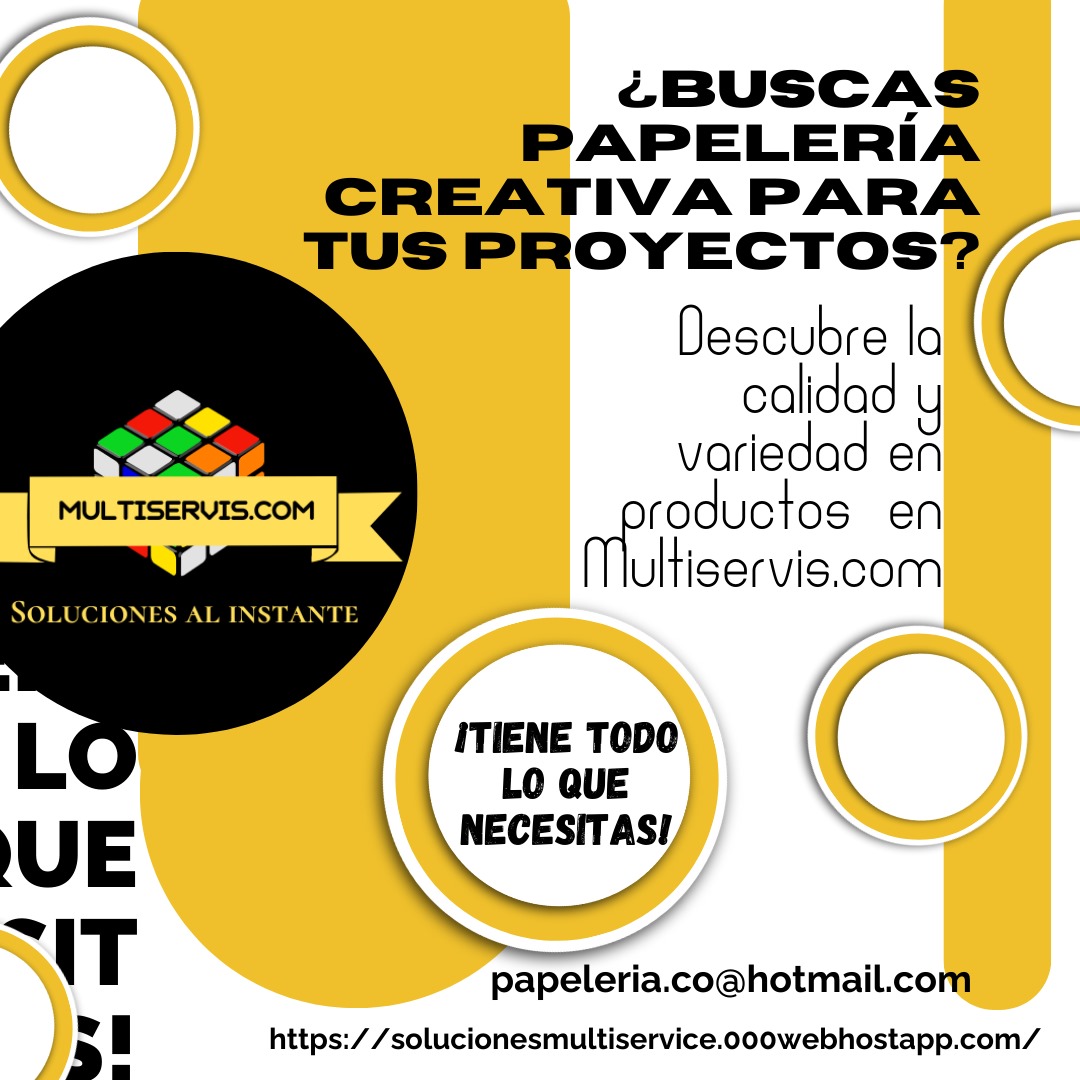 ¿BUSCAS
PAPELERÍA
CREATIVA PARA
TUS PROYECTOS?
Descubre la
calidad y
variedad en
productos en
Multiservis.com
MULTISERVIS.COM
SOLUCIONES AL INSTANTE
LO
¡TIENE TODO
LO QUE
NECESITAS!
papeleria.co@hotmail.com
https://solucionesmultiservice.000webhostapp.com/